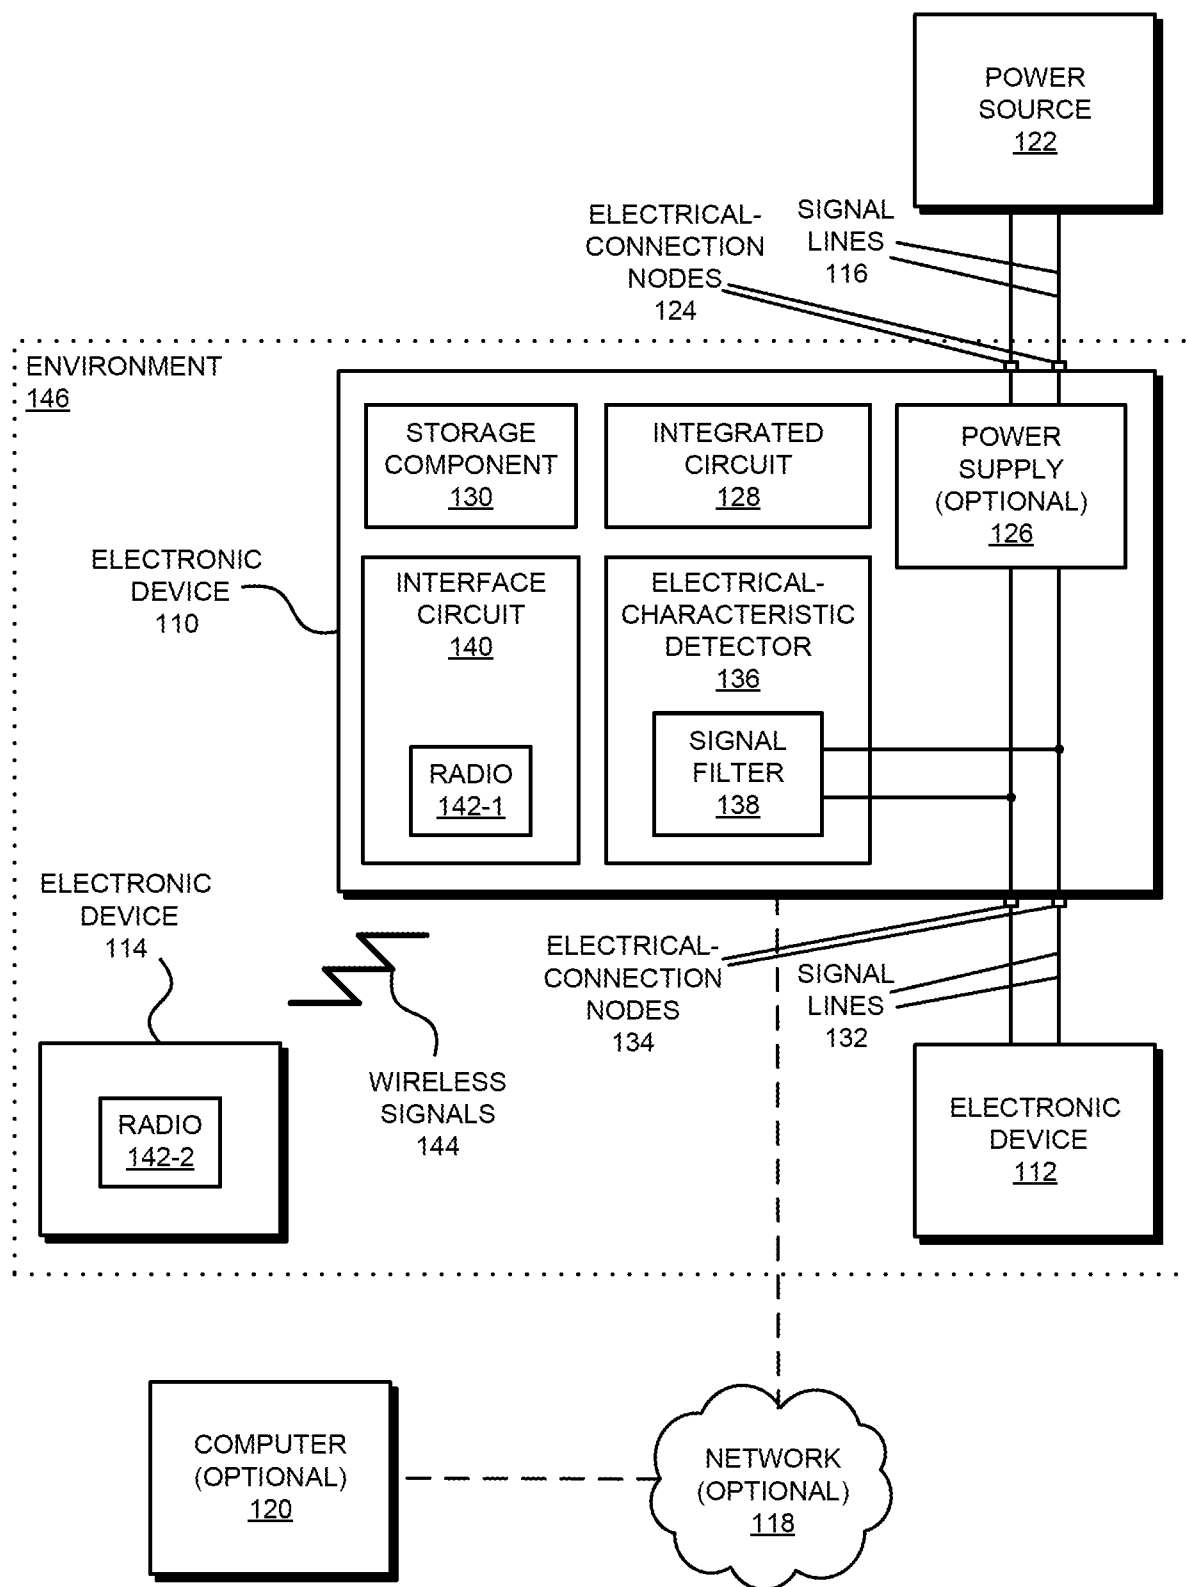 POWER
SOURCE
122
ELECTRICAL-
CONNECTION
NODES
124
SIGNAL
LINES
116
ENVIRONMENT
146
STORAGE
COMPONENT
130
INTEGRATED
CIRCUIT
128
POWER
SUPPLY
(OPTIONAL)
126
ELECTRONIC
DEVICE
110
INTERFACE
CIRCUIT
140
RADIO
142-1
ELECTRICAL-
CHARACTERISTIC
DETECTOR
136
SIGNAL
FILTER
138
ELECTRONIC
DEVICE
114
RADIO
142-2
WIRELESS
SIGNALS
144
ELECTRICAL-
CONNECTION
NODES
134
SIGNAL
LINES
132
ELECTRONIC
DEVICE
112
COMPUTER
(OPTIONAL)
120
NETWORK
(OPTIONAL)
118